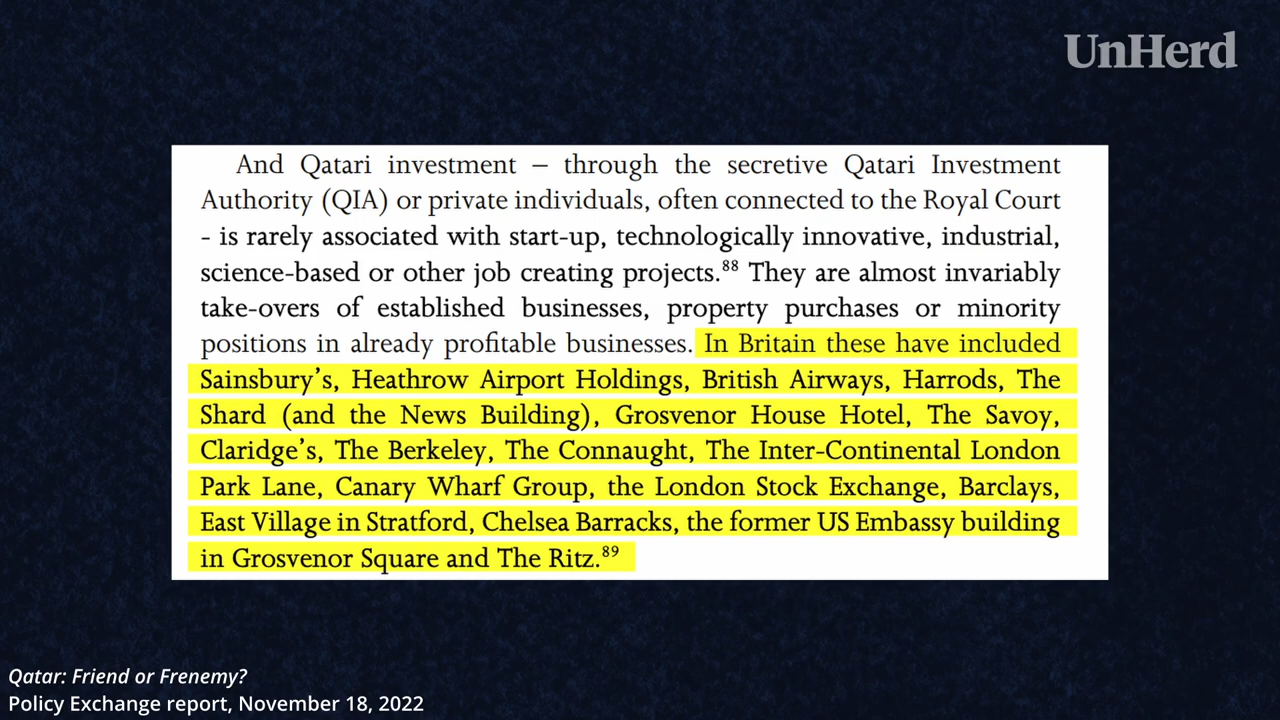 UnHerd
And Qatari investment – through the secretive Qatari Investment
Authority (QIA) or private individuals, often connected to the Royal Court
- is rarely associated with start-up, technologically innovative, industrial,
science-based or other job creating projects.⁸⁸ They are almost invariably
take-overs of established businesses, property purchases or minority
positions in already profitable businesses. In Britain these have included
Sainsbury’s, Heathrow Airport Holdings, British Airways, Harrods, The
Shard (and the News Building), Grosvenor House Hotel, The Savoy,
Claridge’s, The Berkeley, The Connaught, The Inter-Continental London
Park Lane, Canary Wharf Group, the London Stock Exchange, Barclays,
East Village in Stratford, Chelsea Barracks, the former US Embassy building
in Grosvenor Square and The Ritz.⁸⁹
Qatar: Friend or Frenemy?
Policy Exchange report, November 18, 2022